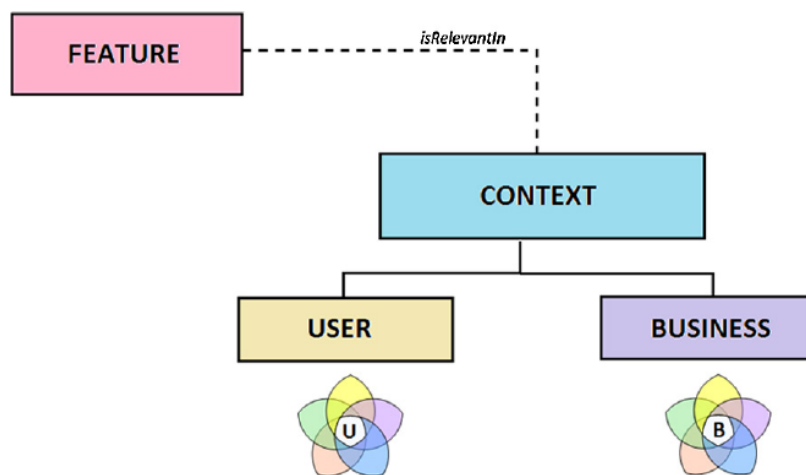 FEATURE
isRelevantIn
CONTEXT
USER
BUSINESS
U
B